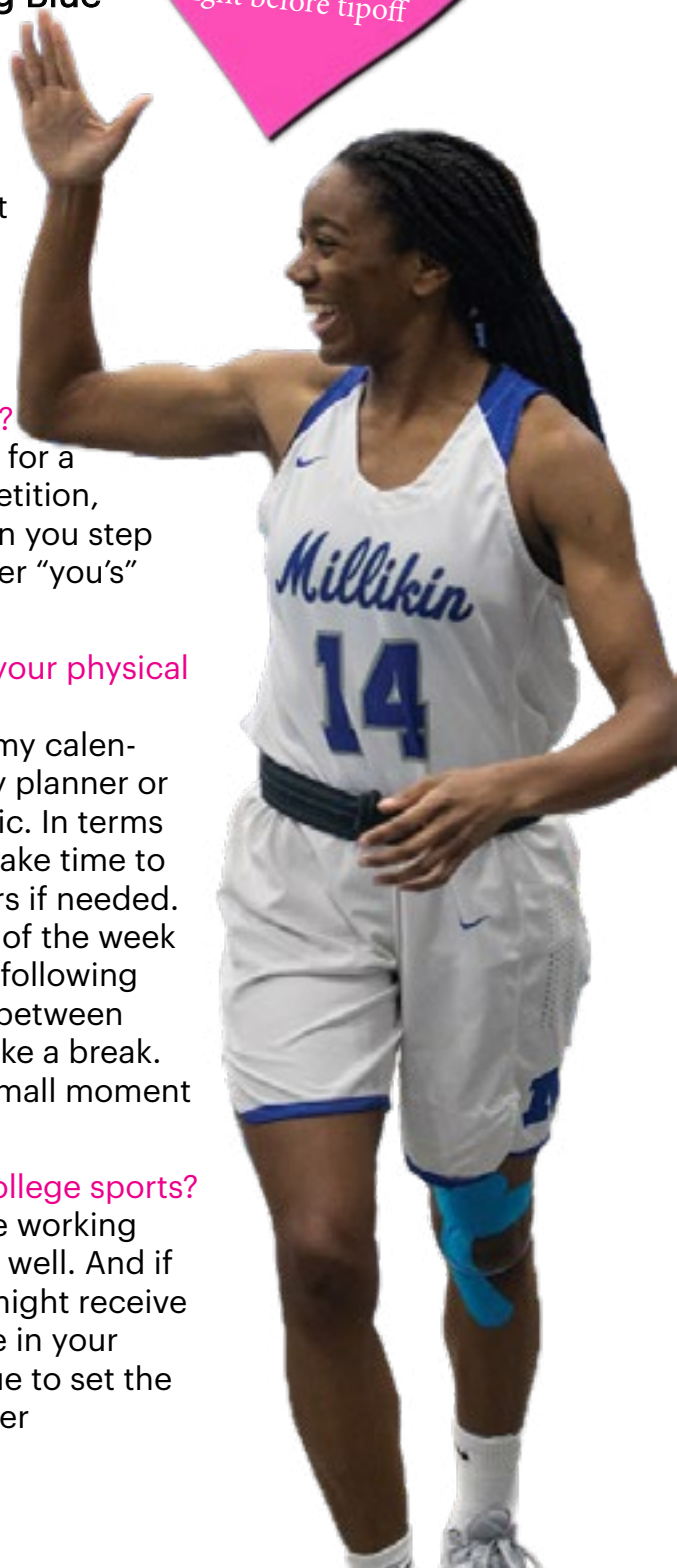 g Blue
ght before tipoff
t
?
for a
etition,
n you step
er “you’s”
your physical
my calen-
y planner or
ic. In terms
ake time to
rs if needed.
of the week
following
between
ke a break.
mall moment
ollege sports?
e working
well. And if
might receive
e in your
ue to set the
er
Millikin
14